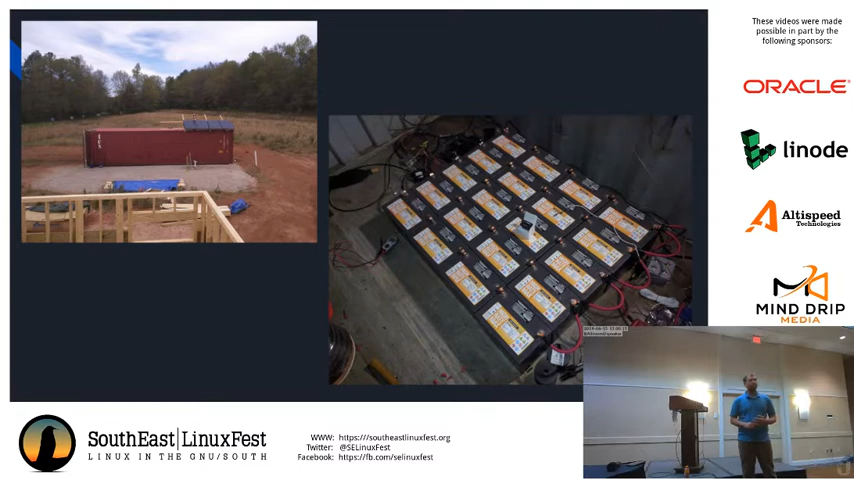 These videos were made
possible in part by the
following sponsors:
ORACLE
linode
Altispeed
Technologies
MIND DRIP
MEDIA
SouthEast|LinuxFest
LINUX IN THE GNU/SOUTH
WWW: https:///southeastlinuxfest.org
Twitter: @SELinuxFest
Facebook: https://fb.com/selinuxfest